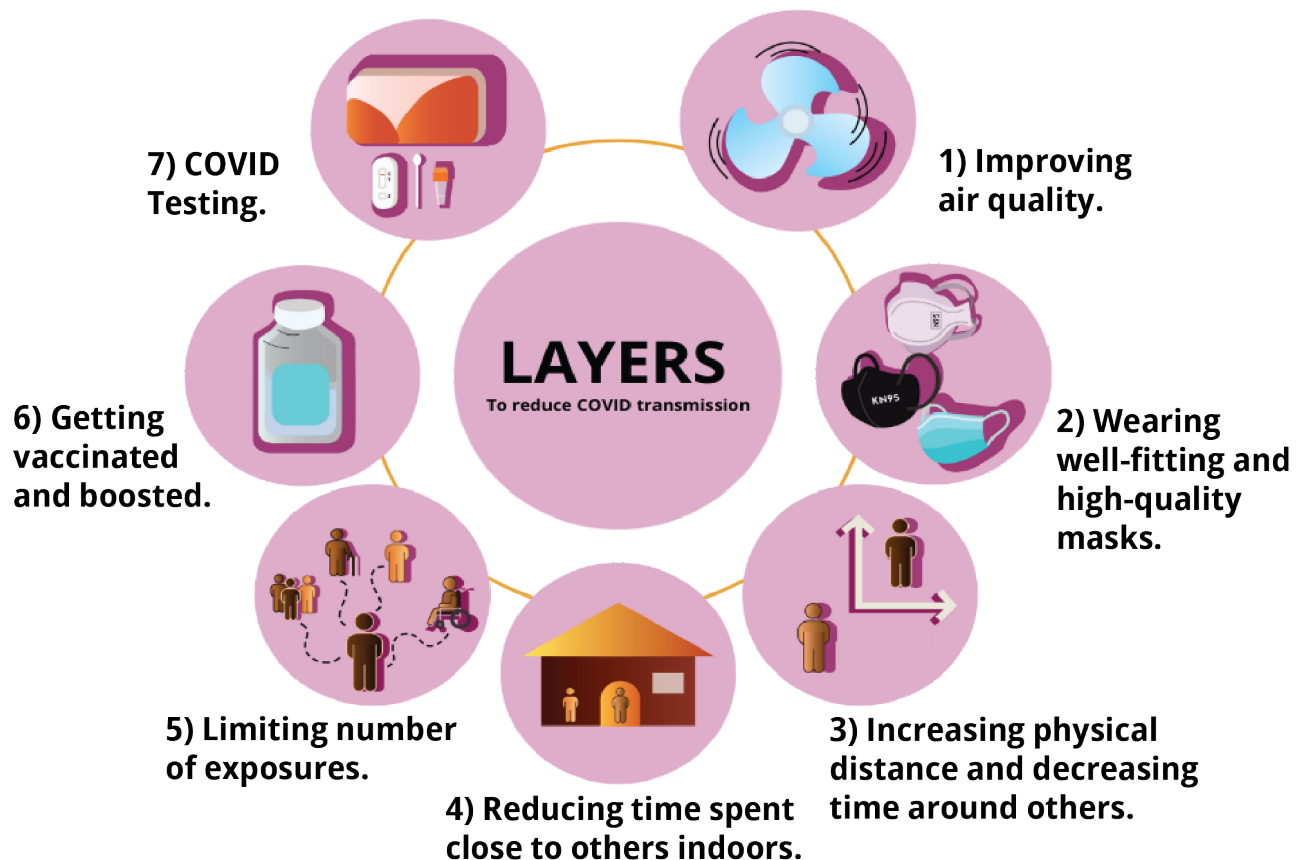 LAYERS
To reduce COVID transmission
1) Improving
air quality.
KN95
2) Wearing
well-fitting and
high-quality
masks.
3) Increasing physical
distance and decreasing
time around others.
4) Reducing time spent
close to others indoors.
5) Limiting number
of exposures.
6) Getting
vaccinated
and boosted.
7) COVID
Testing.